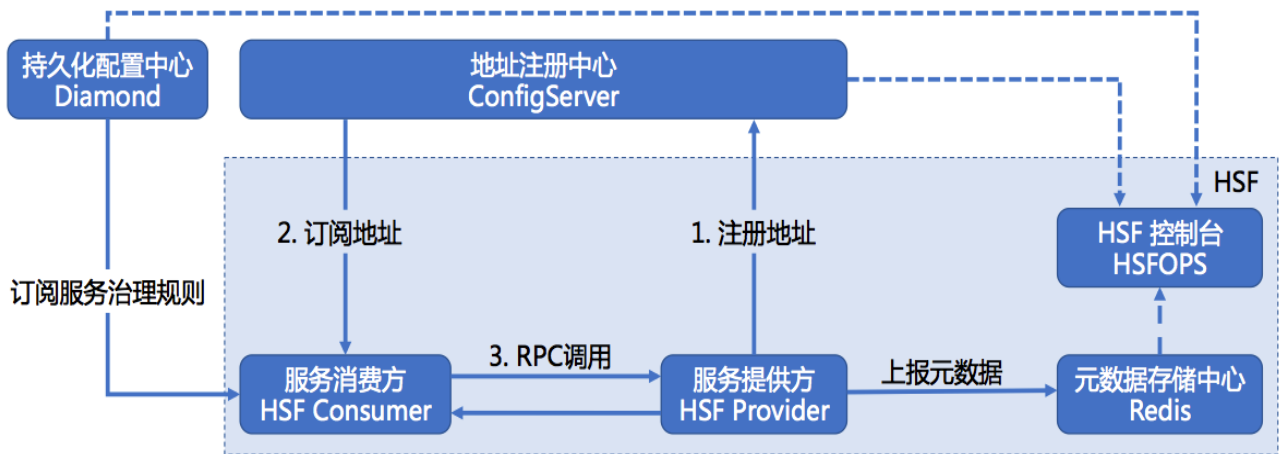 持久化配置中心
Diamond
地址注册中心
ConfigServer
HSF
2. 订阅地址
1. 注册地址
HSF 控制台
HSFOPS
订阅服务治理规则
服务消费方
HSF Consumer
3. RPC调用
服务提供方
HSF Provider
上报元数据
元数据存储中心
Redis